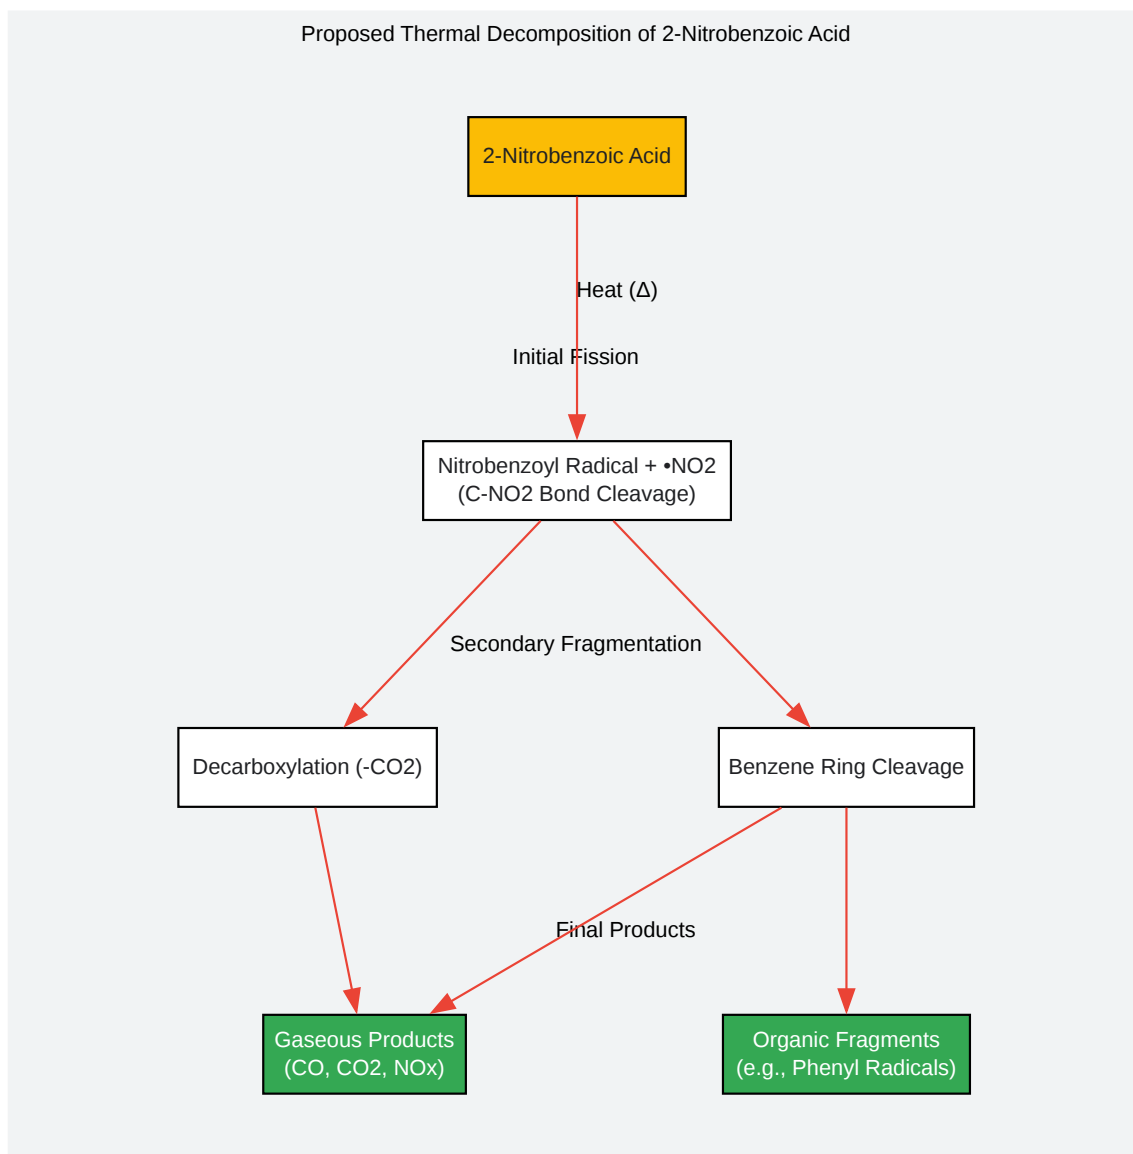 Proposed Thermal Decomposition of 2-Nitrobenzoic Acid
2-Nitrobenzoic Acid
Heat (Δ)
Initial Fission
Nitrobenzoyl Radical + •NO2
(C-NO2 Bond Cleavage)
Secondary Fragmentation
Decarboxylation (-CO2)
Benzene Ring Cleavage
Final Products
Gaseous Products
(CO, CO2, NOx)
Organic Fragments
(e.g., Phenyl Radicals)